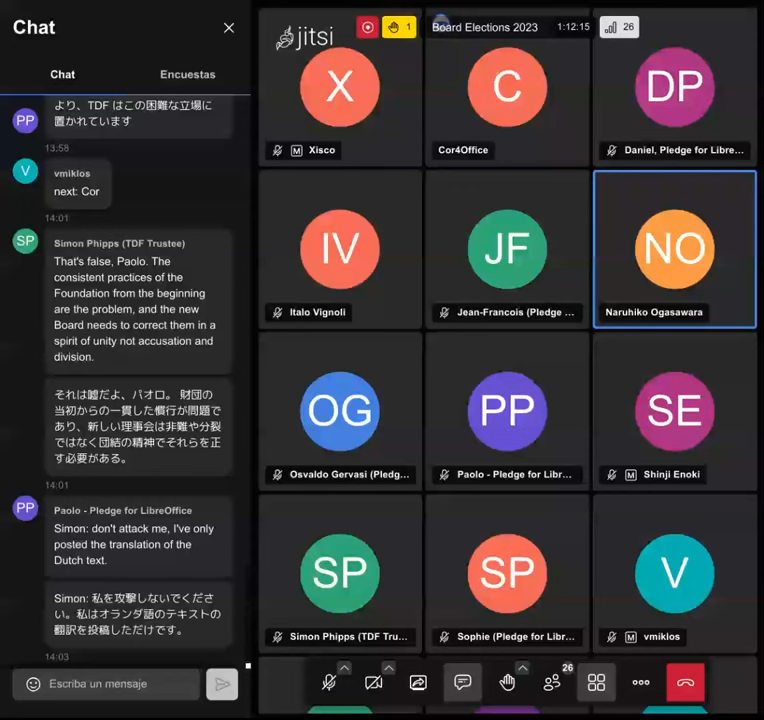 Chat
Chat
Encuestas
より、TDF はこの困難な立場に
置かれています
PP
13:58
V
vmiklos
next: Cor
14:01
SP
Simon Phipps (TDF Trustee)
That's false, Paolo. The
consistent practices of the
Foundation from the beginning
are the problem, and the new
Board needs to correct them in a
spirit of unity not accusation and
division.
それは嘘だよ、パオロ。 財団の
当初からの一貫した慣行が問題で
あり、新しい理事会は非難や分裂
ではなく団結の精神でそれらを正
す必要がある。
14:01
PP
Paolo - Pledge for LibreOffice
Simon: don't attack me, I've only
posted the translation of the
Dutch text.
Simon: 私を攻撃しないでくださ
い。私はオランダ語のテキストの
翻訳を投稿しただけです。
14:03
Escriba un mensaje
jitsi
1
Board Elections 2023
1:12:15
26
X
M Xisco
C
Cor4Office
DP
Daniel, Pledge for Libre...
IV
Italo Vignoli
JF
Jean-Francois (Pledge ...
NO
Naruhiko Ogasawara
OG
Osvaldo Gervasi (Pledg...
PP
Paolo - Pledge for Libr...
SE
M Shinji Enoki
SP
Simon Phipps (TDF Tru...
SP
Sophie (Pledge for Libr...
V
M vmiklos
26